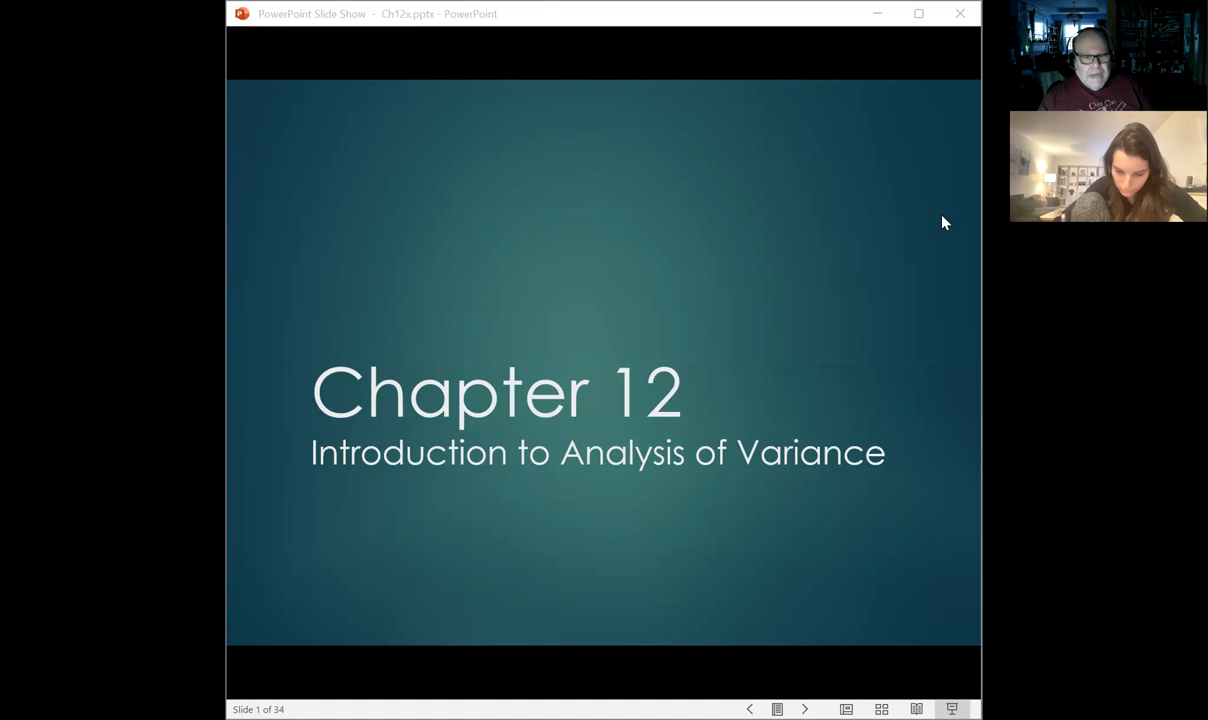 PowerPoint Slide Show - Ch12x.pptx - PowerPoint
Chapter 12
Introduction to Analysis of Variance
Slide 1 of 34